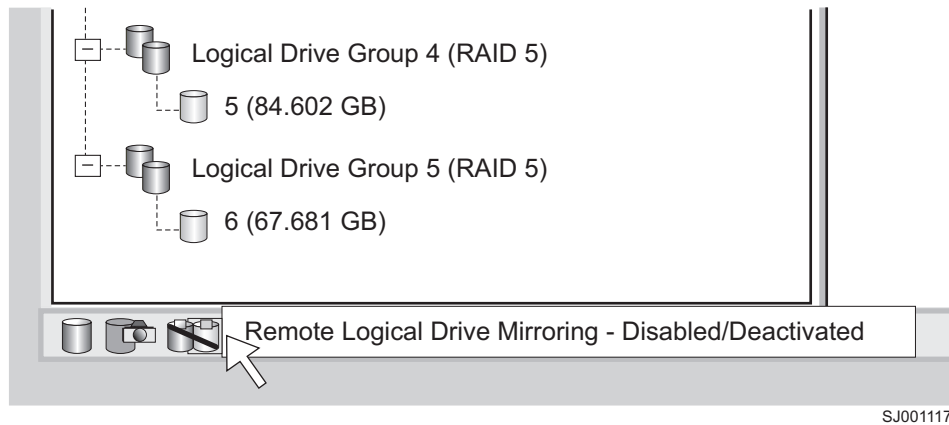 Logical Drive Group 4 (RAID 5)
5 (84.602 GB)
Logical Drive Group 5 (RAID 5)
6 (67.681 GB)
Remote Logical Drive Mirroring - Disabled/Deactivated
SJ001117